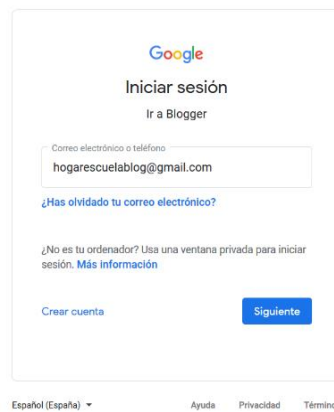 Google
Iniciar sesión
Ir a Blogger
Correo electrónico o teléfono
hogarescuelablog@gmail.com
¿Has olvidado tu correo electrónico?
¿No es tu ordenador? Usa una ventana privada para iniciar
sesión. Más información
Crear cuenta
Siguiente
Español (España)
Ayuda
Privacidad